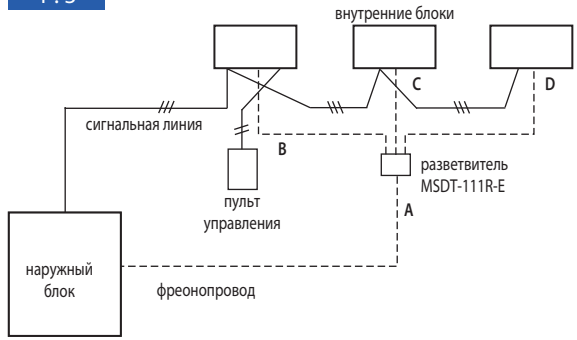 внутренние блоки
C
D
сигнальная линия
B
разветвитель
MSDT-111R-E
пульт
управления
A
наружный
блок
фреонопровод